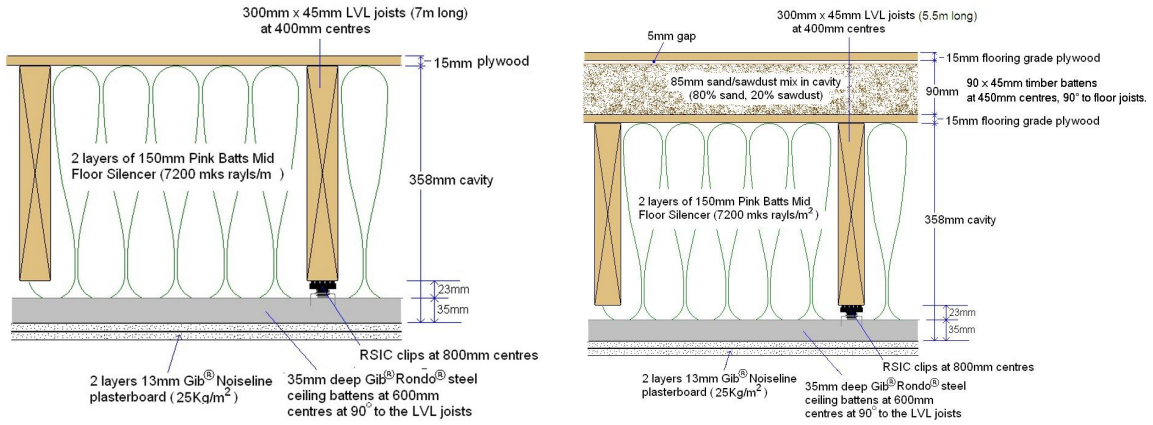 300mm x 45mm LVL joists (7m long)
at 400mm centres
15mm plywood
2 layers of 150mm Pink Batts Mid
Floor Silencer (7200 mks rayls/m )
358mm cavity
23mm
35mm
RSIC clips at 800mm centres
2 layers 13mm Gib® Noiseline
plasterboard (25Kg/m²)
35mm deep Gib® Rondo® steel
ceiling battens at 600mm
centres at 90° to the LVL joists
300mm x 45mm LVL joists (5.5m long)
at 400mm centres
5mm gap
15mm flooring grade plywood
85mm sand/sawdust mix in cavity
(80% sand, 20% sawdust)
90mm
90 x 45mm timber battens
at 450mm centres, 90° to floor joists.
15mm flooring grade plywood
2 layers of 150mm Pink Batts Mid
Floor Silencer (7200 mks rayls/m²)
358mm cavity
23mm
35mm
RSIC clips at 800mm centres
2 layers 13mm Gib® Noiseline
plasterboard (25Kg/m²)
35mm deep Gib® Rondo® steel
ceiling battens at 600mm
centres at 90° to the LVL joists